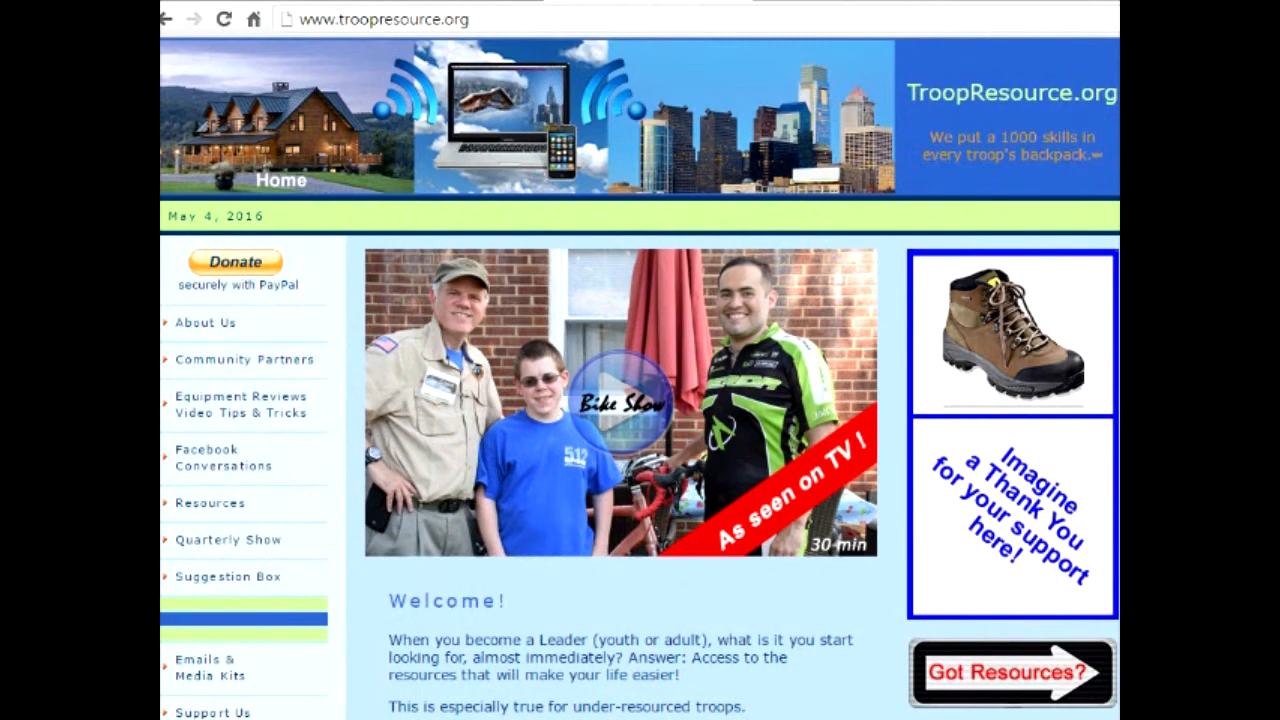 www.troopresource.org
TroopResource.org
We put a 1000 skills in
every troop's backpack.
Home
May 4, 2016
Donate
securely with PayPal
About Us
Community Partners
Equipment Reviews
Video Tips & Tricks
Facebook
Conversations
Resources
Quarterly Show
Suggestion Box
Emails &
Media Kits
Support Us
512
Bike Show
As seen on TV !
30 min
Welcome!
When you become a Leader (youth or adult), what is it you start
looking for, almost immediately? Answer: Access to the
resources that will make your life easier!
This is especially true for under-resourced troops.
Imagine
a Thank You
for your support
here!
Got Resources?